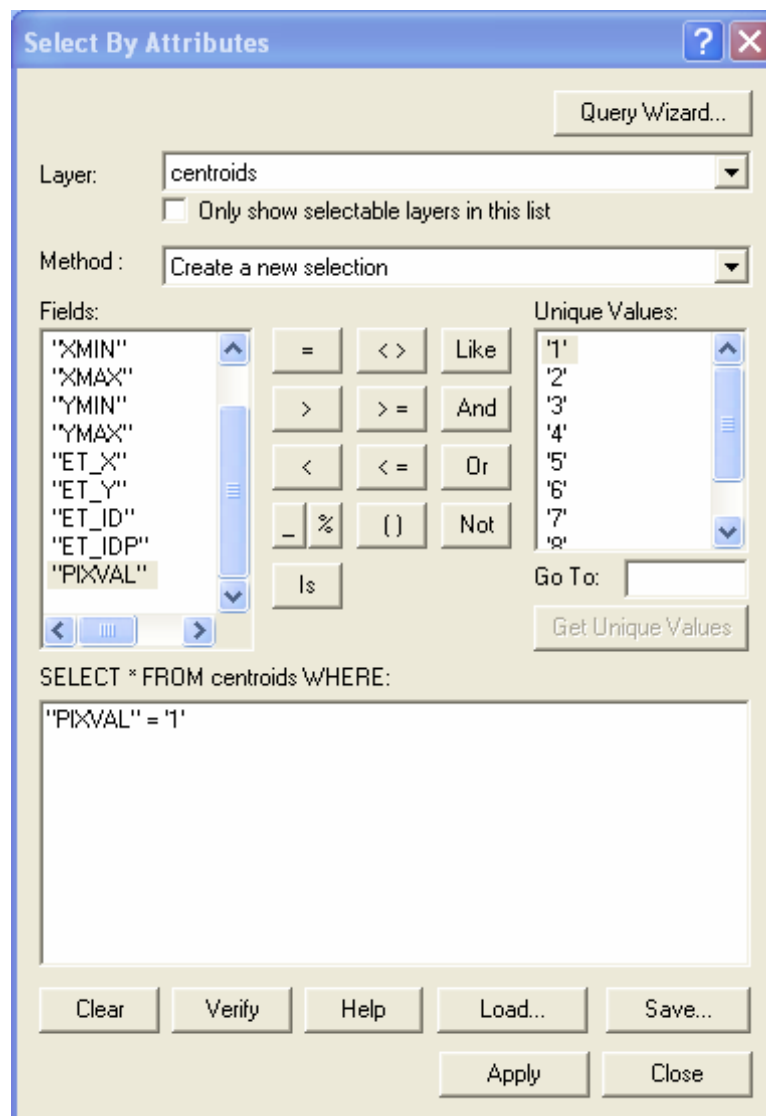 Select By Attributes
?
Query Wizard...
Layer:
centroids
Only show selectable layers in this list
Method :
Create a new selection
Fields:
"XMIN"
"XMAX"
"YMIN"
"YMAX"
"ET_X"
"ET_Y"
"ET_ID"
"ET_IDP"
"PIXVAL"
= < > Like
> > = And
< < = Or
_ % ( ) Not
Is
Unique Values:
'1'
'2'
'3'
'4'
'5'
'6'
'7'
'8'
Go To:
Get Unique Values
SELECT * FROM centroids WHERE:
"PIXVAL" = '1'
Clear Verify Help Load... Save...
Apply Close